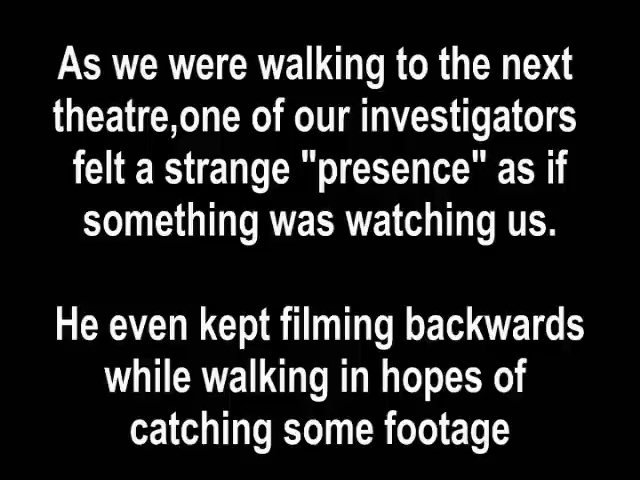 As we were walking to the next
theatre,one of our investigators
felt a strange "presence" as if
something was watching us.
He even kept filming backwards
while walking in hopes of
catching some footage